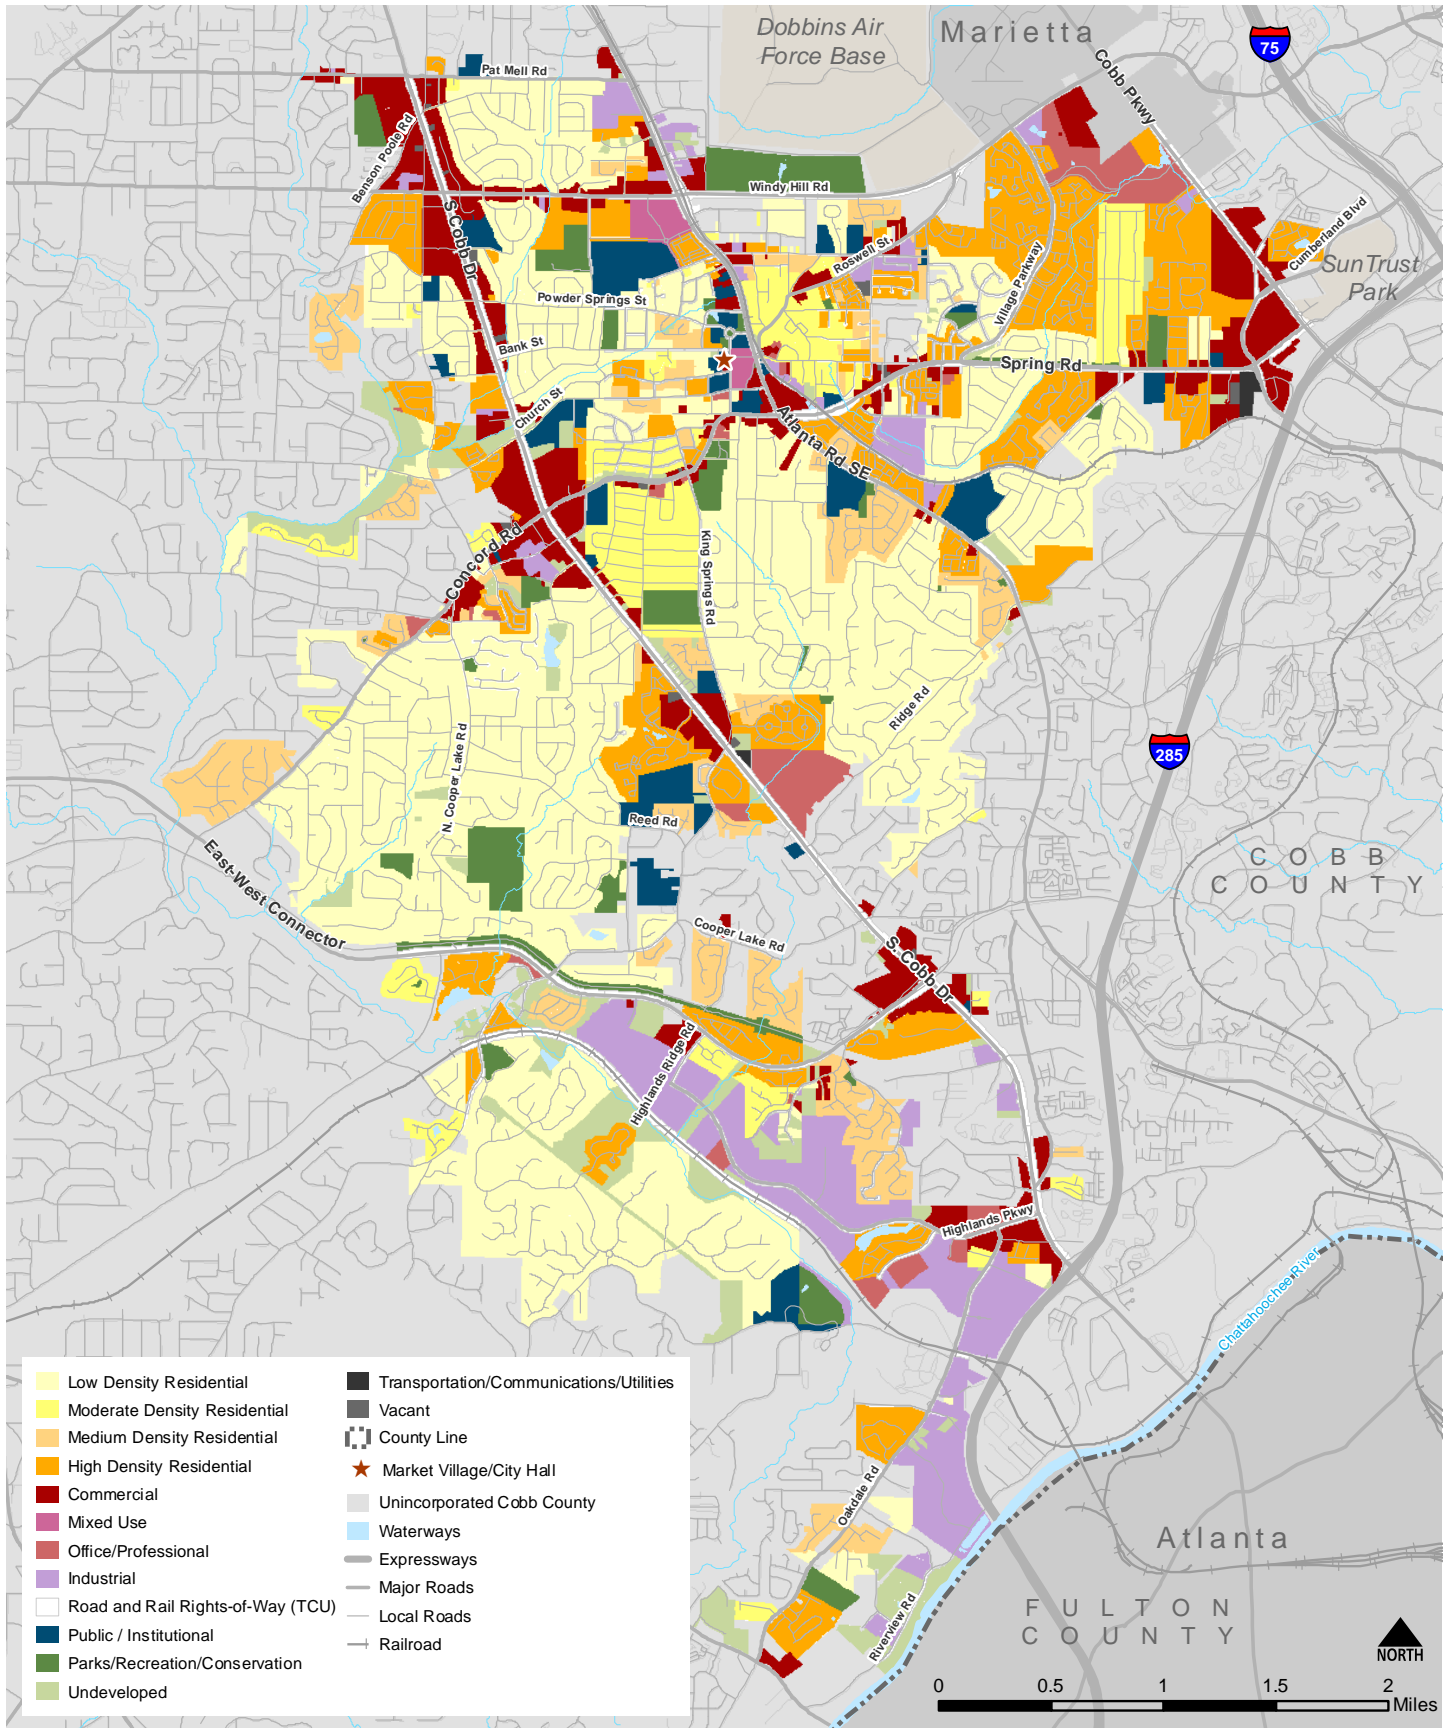 Dobbins Air
Force Base
Marietta
75
Cobb Pkwy
Pat Mell Rd
Benson Poole Rd
Windy Hill Rd
S Cobb Dr
Roswell St.
Cumberland Blvd
SunTrust
Park
Village Parkway
Powder Springs St
Bank St
Spring Rd
Church St
Atlanta Rd SE
Concord Rd
King Springs Rd
Ridge Rd
285
N. Cooper Lake Rd
Reed Rd
East-West Connector
COBB
COUNTY
Cooper Lake Rd
S. Cobb Dr
Highlands Ridge Rd
Highlands Pkwy
Chattahoochee River
Oakdale Rd
Riverview Rd
Atlanta
FULTON
COUNTY
NORTH
0 0.5 1 1.5 2
Miles
Low Density Residential
Moderate Density Residential
Medium Density Residential
High Density Residential
Commercial
Mixed Use
Office/Professional
Industrial
Road and Rail Rights-of-Way (TCU)
Public / Institutional
Parks/Recreation/Conservation
Undeveloped
Transportation/Communications/Utilities
Vacant
County Line
Market Village/City Hall
Unincorporated Cobb County
Waterways
Expressways
Major Roads
Local Roads
Railroad